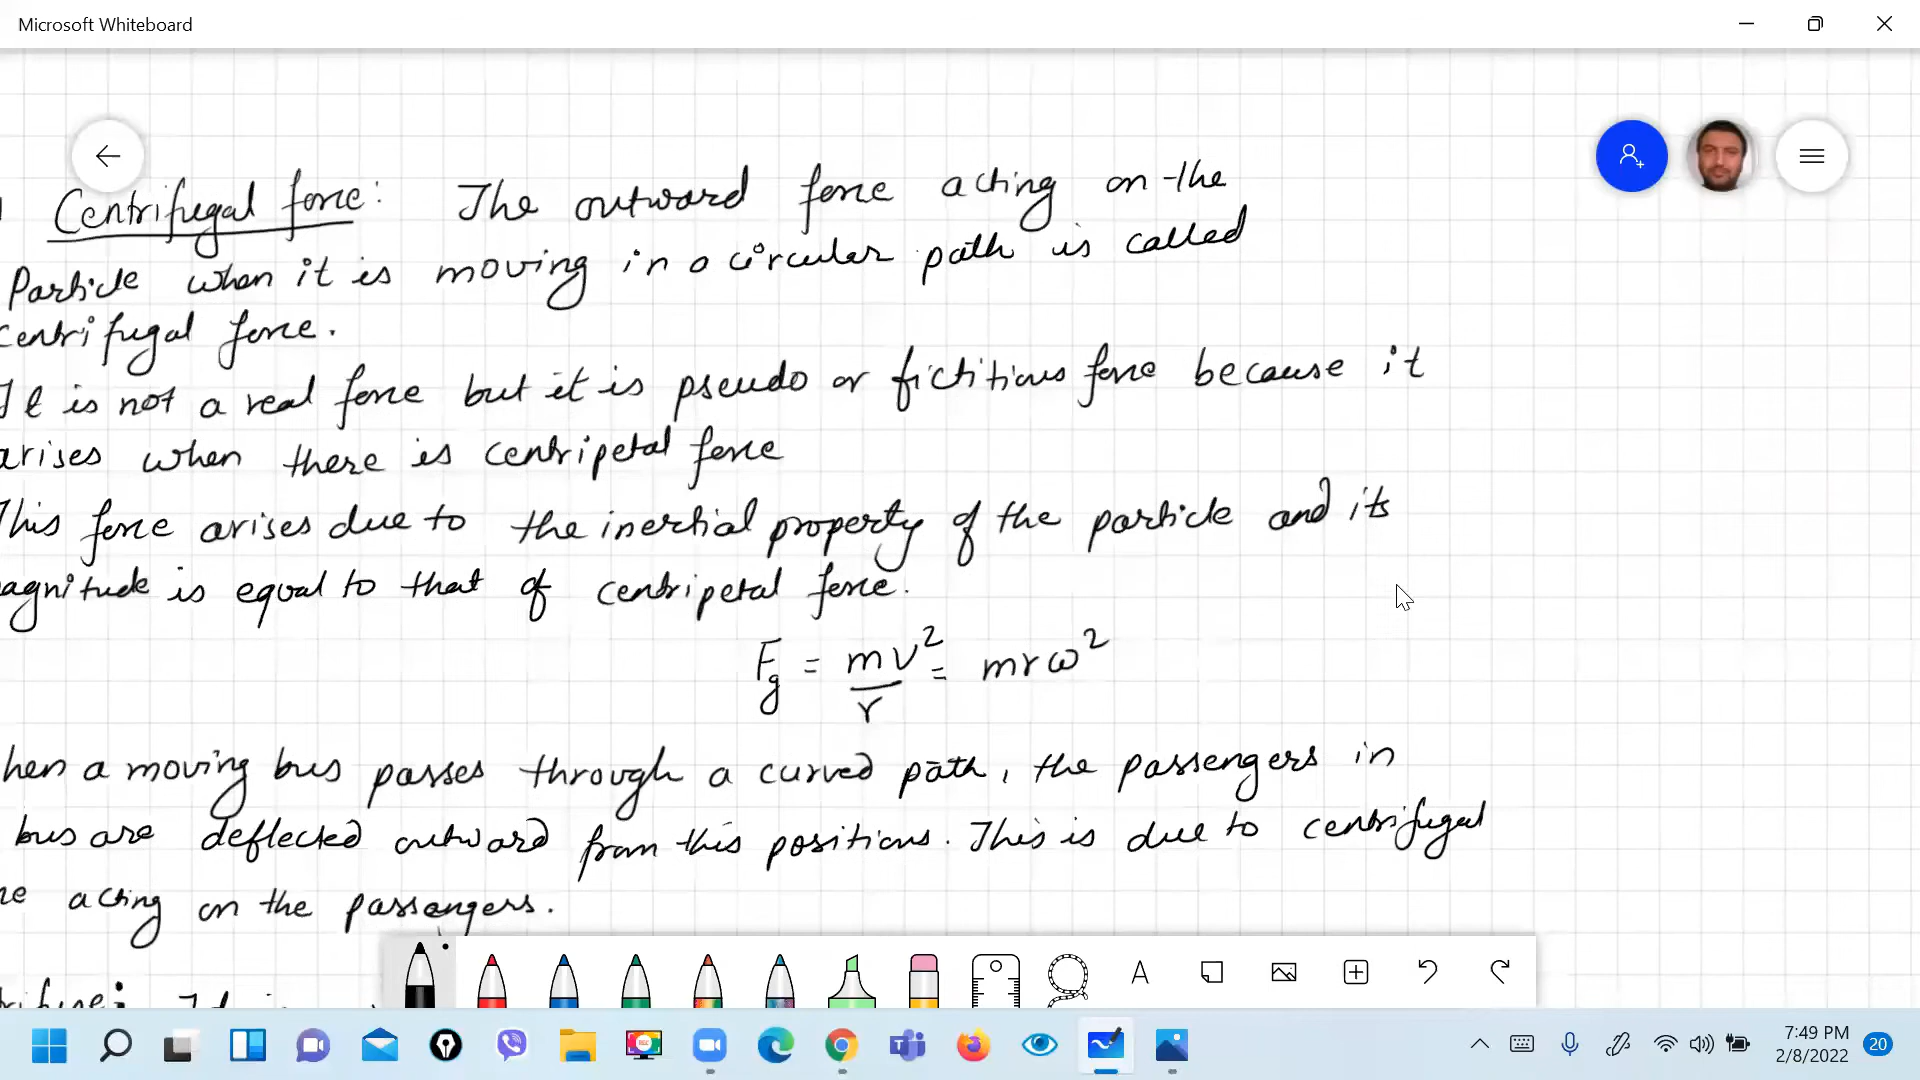 Microsoft Whiteboard
Centrifugal force: The outward force acting on the
Particle when it is moving in a circular path is called
centrifugal force.
It is not a real force but it is pseudo or fictitious force because it
arises when there is centripetal force
This force arises due to the inertial property of the particle and its
agnitude is equal to that of centripetal force.
Fg = mv²/r = mrω²
hen a moving bus passes through a curved path, the passengers in
bus are deflected outward from this positions. This is due to centrifugal
ce acting on the passengers.
A
7:49 PM
2/8/2022
20